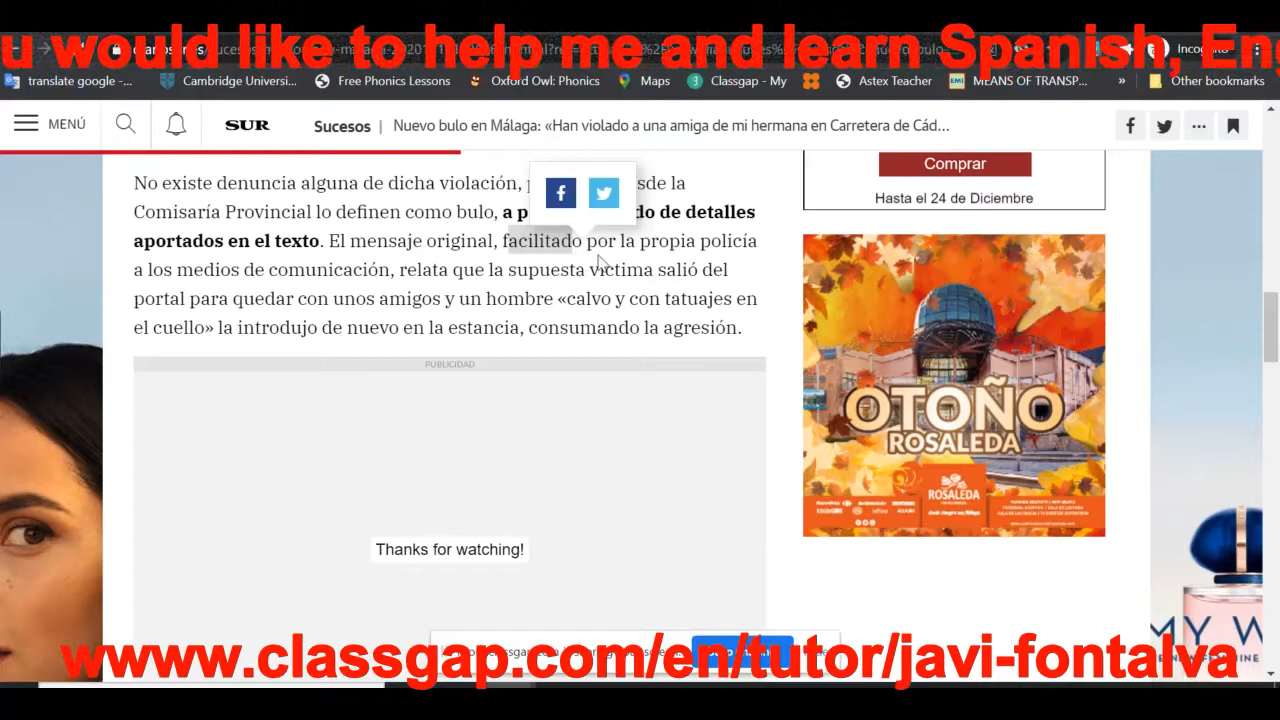 u would like to help me and learn Spanish, Eng
Incognito
translate google -...
Cambridge Universi...
Free Phonics Lessons
Oxford Owl: Phonics
Maps
Classgap - My
Astex Teacher
EMI
MEANS OF TRANSP...
»
Other bookmarks
MENÚ
SUR
Sucesos | Nuevo bulo en Málaga: «Han violado a una amiga de mi hermana en Carretera de Cád...
No existe denuncia alguna de dicha violación, p sde la
Comisaría Provincial lo definen como bulo, a p do de detalles
aportados en el texto. El mensaje original, facilitado por la propia policía
a los medios de comunicación, relata que la supuesta víctima salió del
portal para quedar con unos amigos y un hombre «calvo y con tatuajes en
el cuello» la introdujo de nuevo en la estancia, consumando la agresión.
Comprar
Hasta el 24 de Diciembre
OTOÑO
ROSALEDA
ROSALEDA
PUBLICIDAD
Thanks for watching!
MY W
FEMININE
www.classgap.com/en/tutor/javi-fontalva